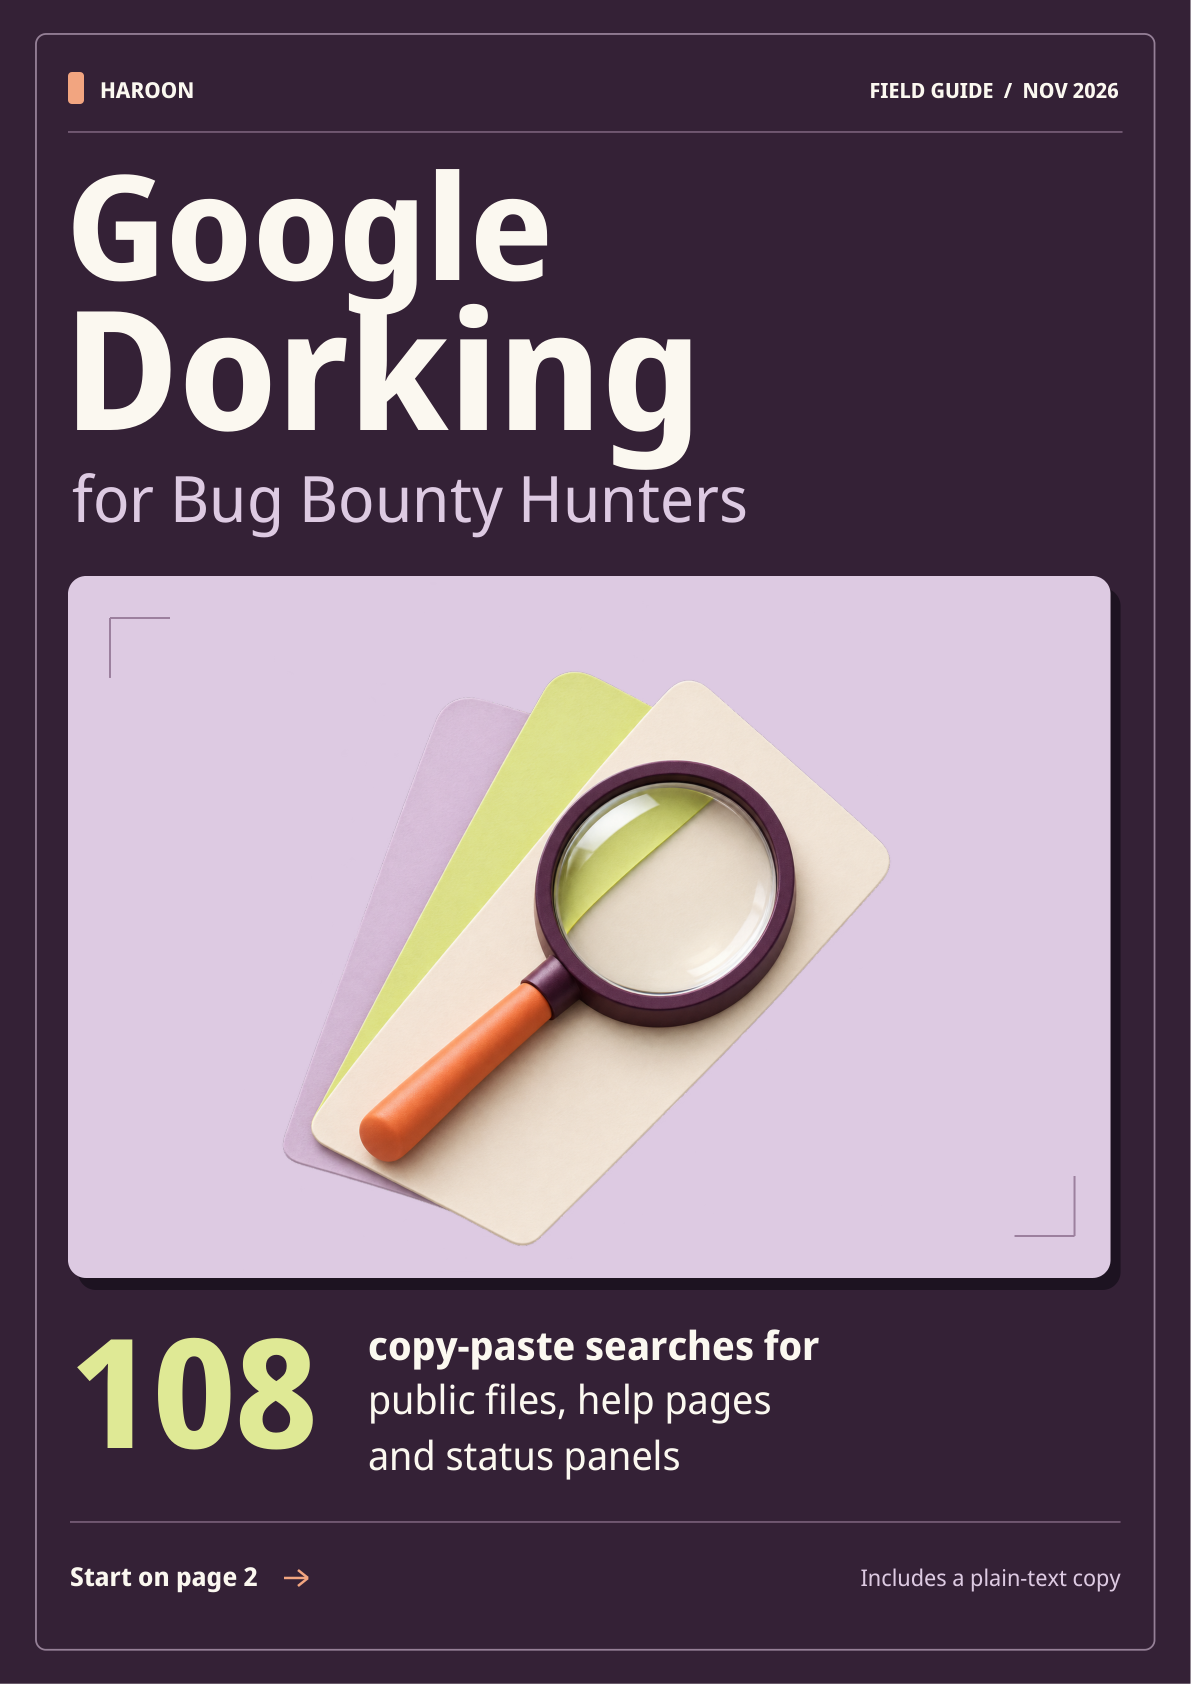 HAROON
FIELD GUIDE / NOV 2026
Google
Dorking
for Bug Bounty Hunters
108
copy-paste searches for
public files, help pages
and status panels
Start on page 2 →
Includes a plain-text copy